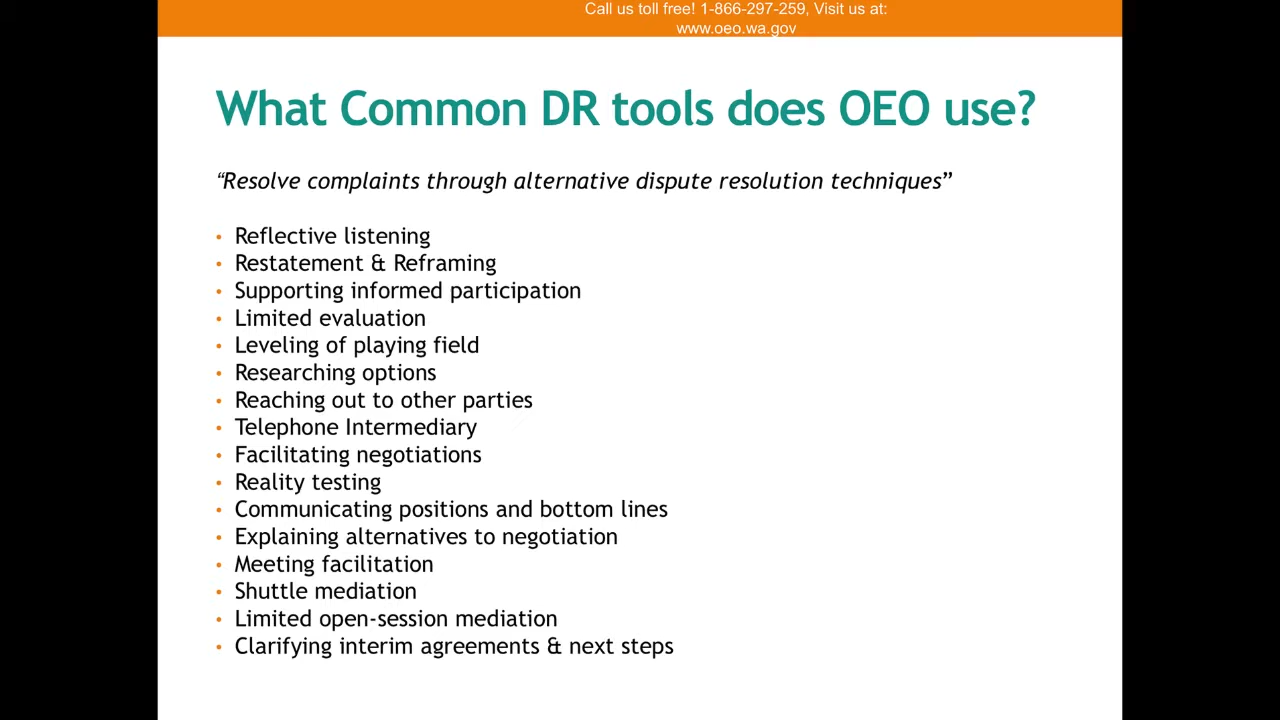 Call us toll free! 1-866-297-259, Visit us at:
www.oeo.wa.gov
What Common DR tools does OEO use?
“Resolve complaints through alternative dispute resolution techniques”
• Reflective listening
• Restatement & Reframing
• Supporting informed participation
• Limited evaluation
• Leveling of playing field
• Researching options
• Reaching out to other parties
• Telephone Intermediary
• Facilitating negotiations
• Reality testing
• Communicating positions and bottom lines
• Explaining alternatives to negotiation
• Meeting facilitation
• Shuttle mediation
• Limited open-session mediation
• Clarifying interim agreements & next steps